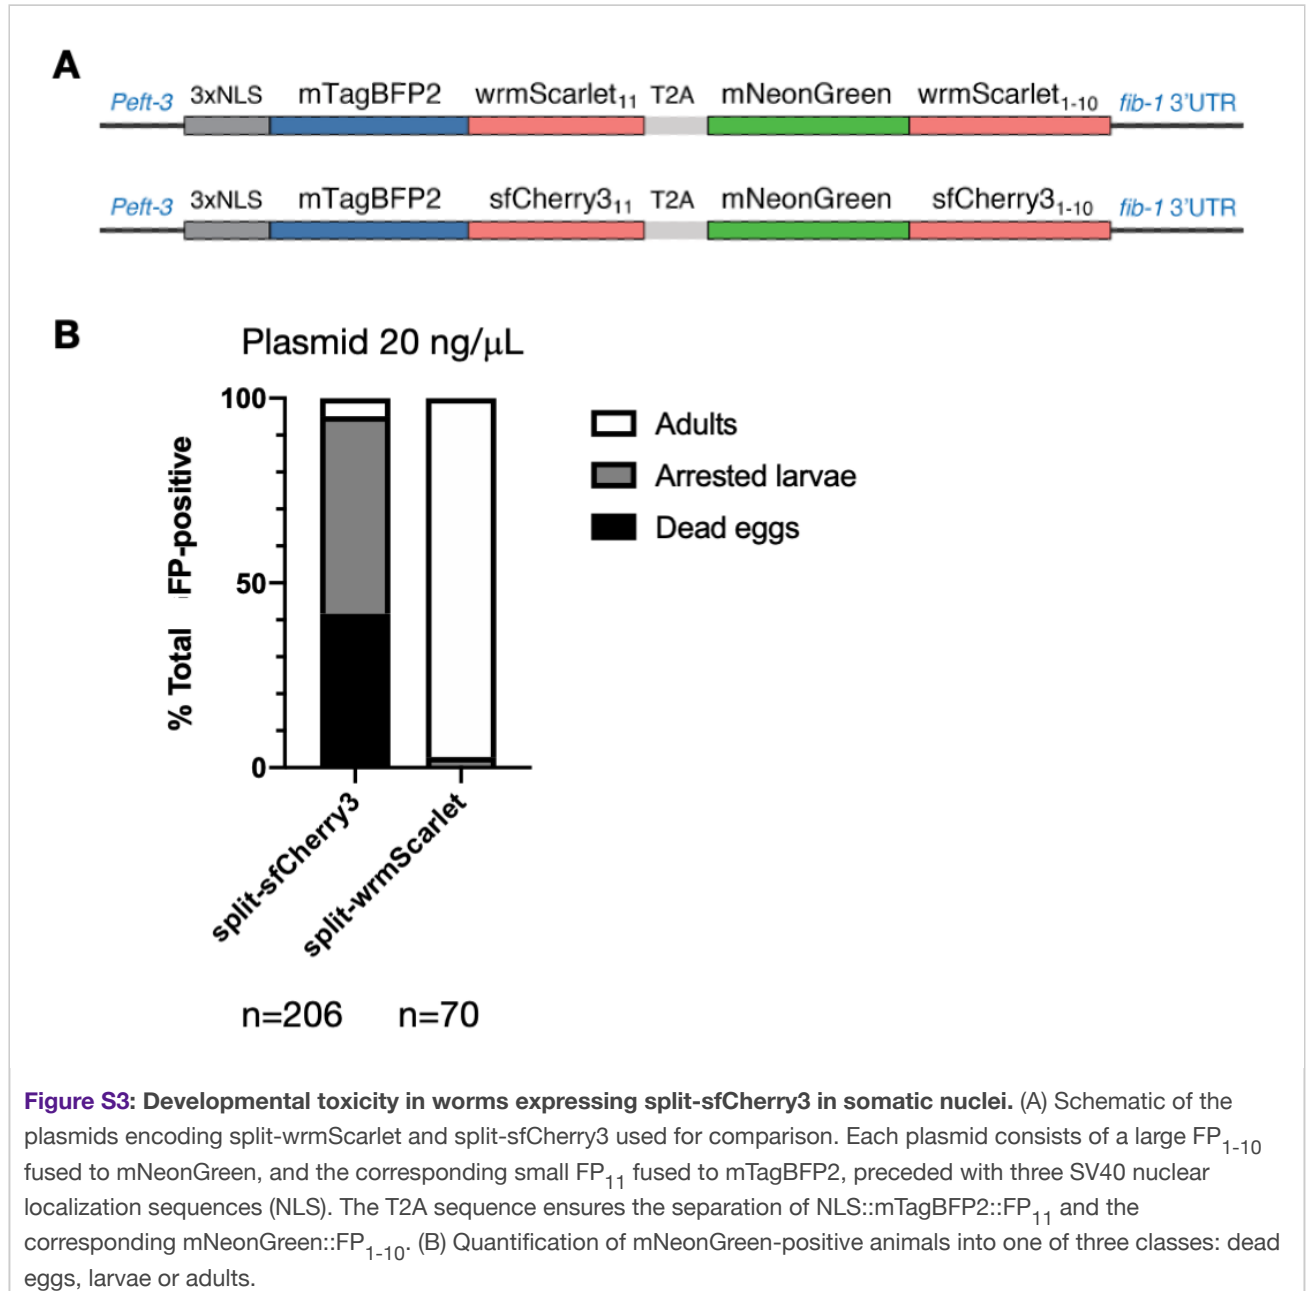 A
Peft-3 3xNLS mTagBFP2 wrmScarlet11 T2A mNeonGreen wrmScarlet1-10 fib-1 3'UTR
Peft-3 3xNLS mTagBFP2 sfCherry311 T2A mNeonGreen sfCherry31-10 fib-1 3'UTR
B
Plasmid 20 ng/μL
% Total FP-positive
100
50
0
Adults
Arrested larvae
Dead eggs
split-sfCherry3
split-wrmScarlet
n=206 n=70
Figure S3: Developmental toxicity in worms expressing split-sfCherry3 in somatic nuclei. (A) Schematic of the
plasmids encoding split-wrmScarlet and split-sfCherry3 used for comparison. Each plasmid consists of a large FP1-10
fused to mNeonGreen, and the corresponding small FP11 fused to mTagBFP2, preceded with three SV40 nuclear
localization sequences (NLS). The T2A sequence ensures the separation of NLS::mTagBFP2::FP11 and the
corresponding mNeonGreen::FP1-10. (B) Quantification of mNeonGreen-positive animals into one of three classes: dead
eggs, larvae or adults.